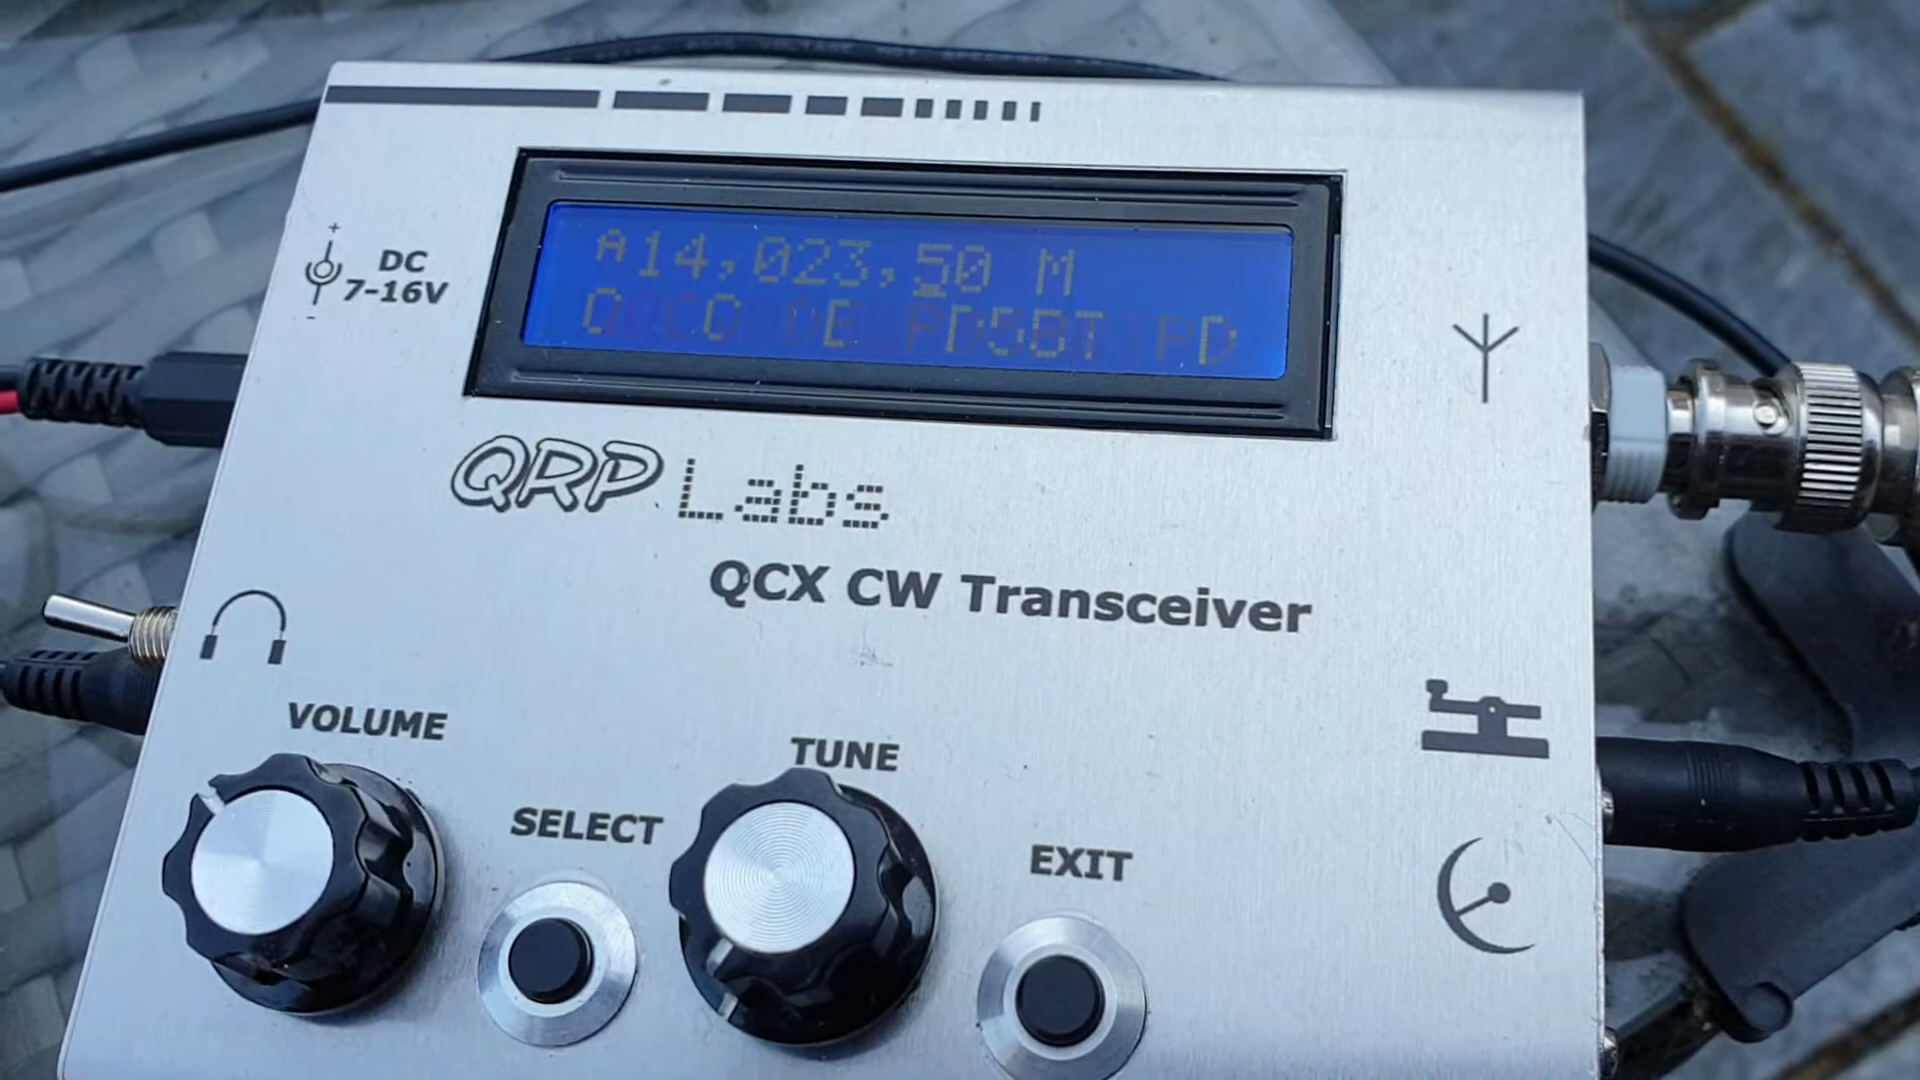 A14,023,50 M
DC
7-16V
QRP Labs
QCX CW Transceiver
VOLUME
TUNE
SELECT
EXIT